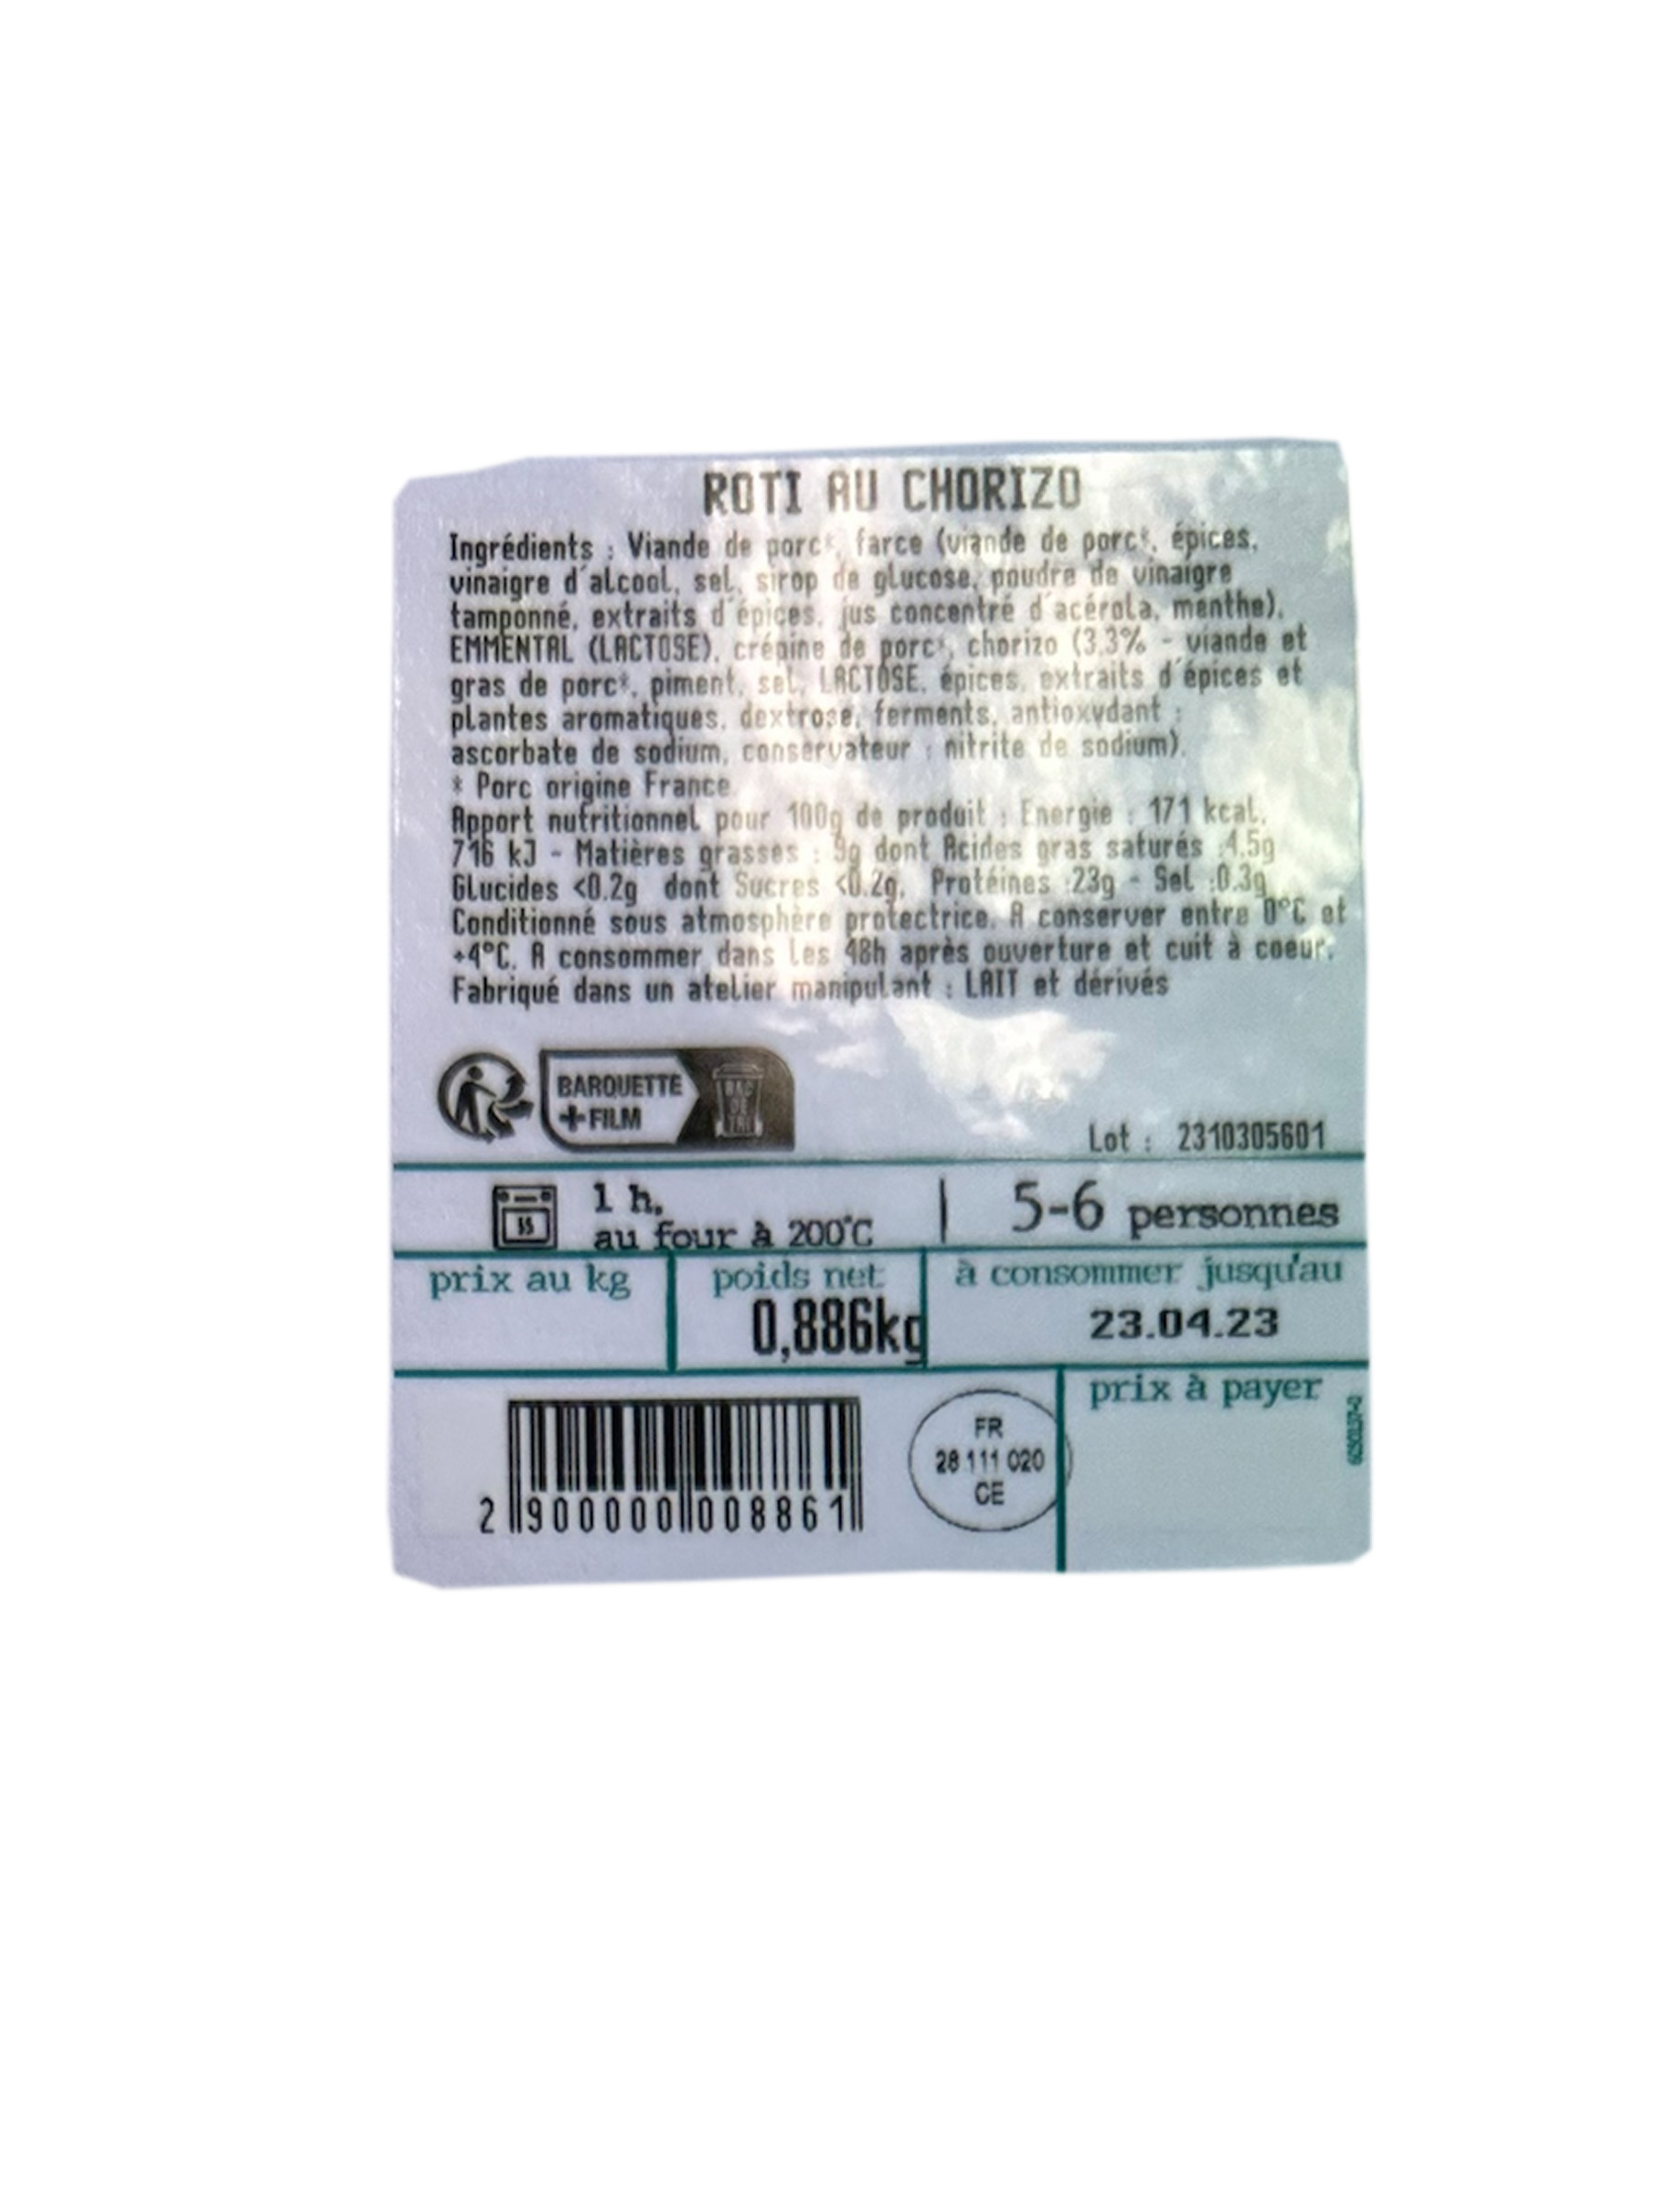 ROTI AU CHORIZO
Ingrédients : Viande de porc*, farce (viande de porc*, épices,
vinaigre d'alcool, sel, sirop de glucose, poudre de vinaigre
tamponné, extraits d'épices, jus concentré d'acérola, menthe),
EMMENTAL (LACTOSE), crépine de porc*, chorizo (3.3% - viande et
gras de porc*, piment, sel, LACTOSE, épices, extraits d'épices et
plantes aromatiques, dextrose, ferments, antioxydant :
ascorbate de sodium, conservateur : nitrite de sodium).
* Porc origine France
Apport nutritionnel pour 100g de produit : Energie : 171 kcal,
716 kJ - Matières grasses : 9g dont Acides gras saturés :4.5g
Glucides <0.2g dont Sucres <0.2g, Protéines :23g - Sel :0.3g
Conditionné sous atmosphère protectrice. A conserver entre 0°C et
+4°C. A consommer dans les 48h après ouverture et cuit à coeur.
Fabriqué dans un atelier manipulant : LAIT et dérivés
BARQUETTE
+ FILM
BAC
DE
TRI
Lot : 2310305601
1 h.
au four à 200°C
5-6 personnes
prix au kg
poids net
0,886kg
à consommer jusqu'au
23.04.23
2 900000 008861
FR
28 111 020
CE
prix à payer